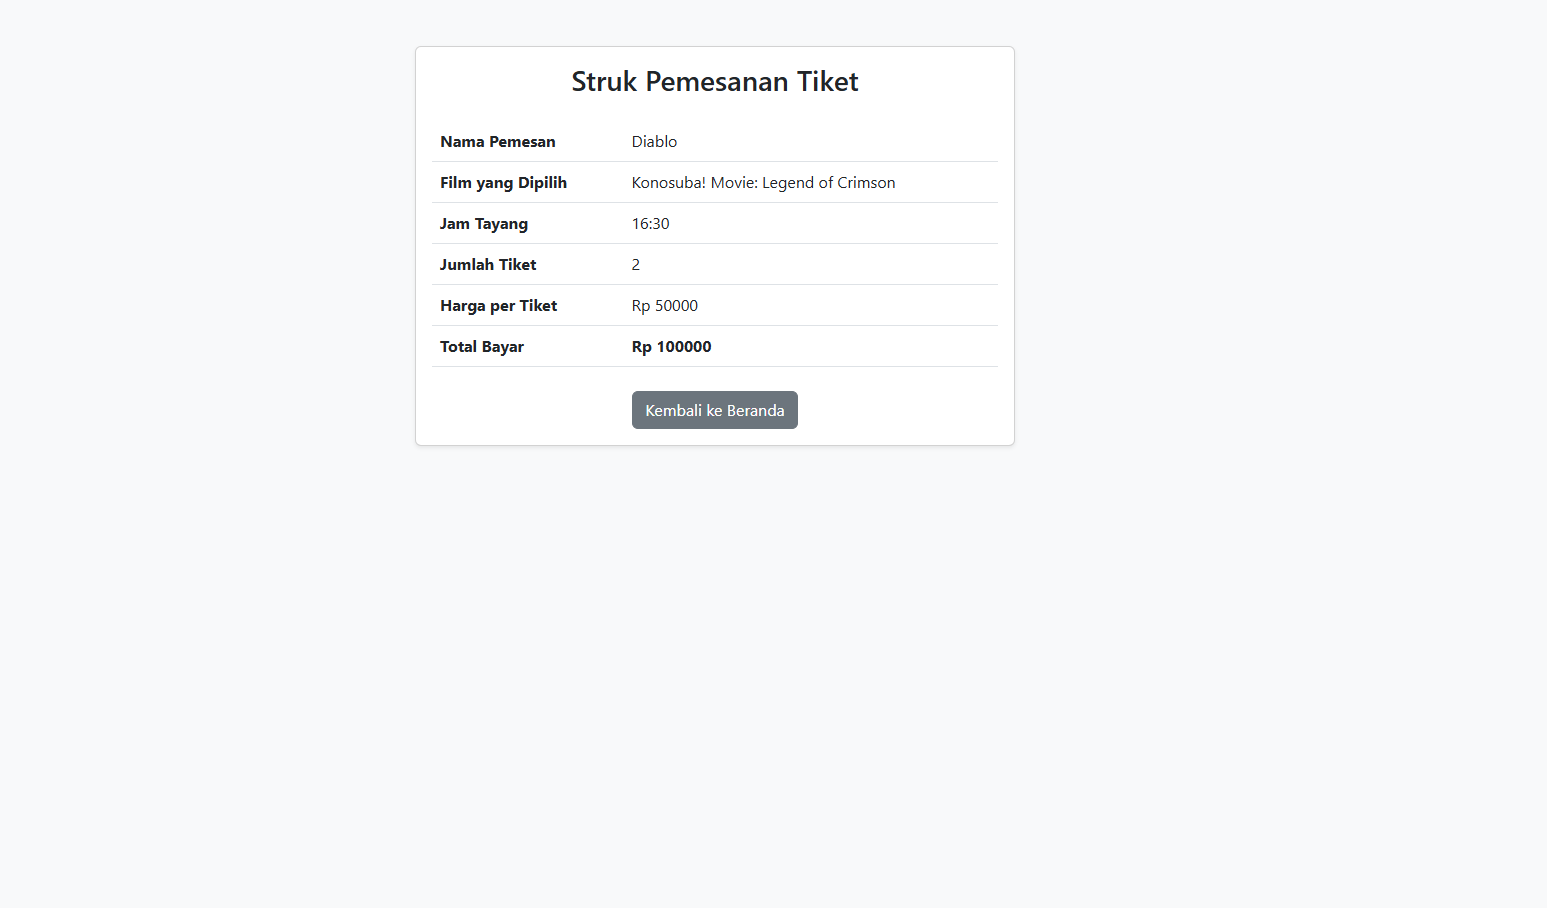 Struk Pemesanan Tiket
Nama Pemesan Diablo
Film yang Dipilih Konosuba! Movie: Legend of Crimson
Jam Tayang 16:30
Jumlah Tiket 2
Harga per Tiket Rp 50000
Total Bayar Rp 100000
Kembali ke Beranda